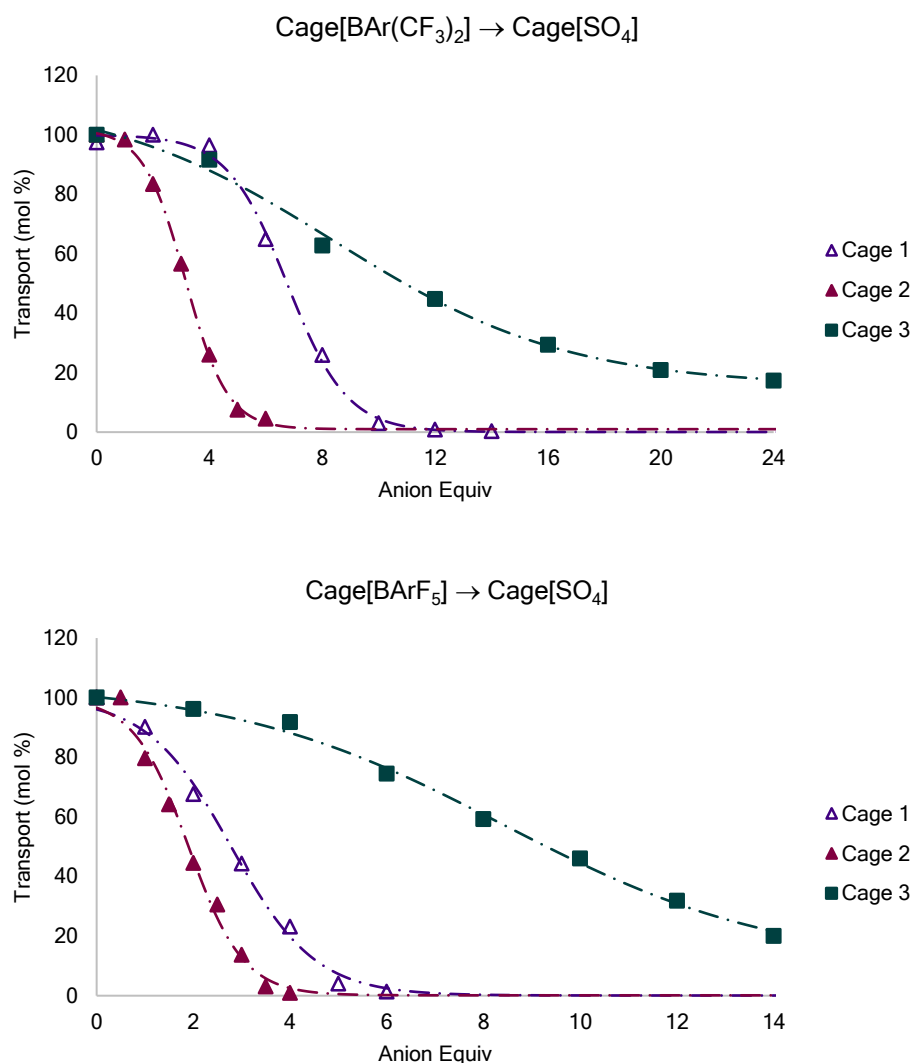 Cage[BAr(CF₃)₂] → Cage[SO₄]
120
100
80
60
40
20
0
Transport (mol %)
0 4 8 12 16 20 24
Anion Equiv
Cage 1
Cage 2
Cage 3
Cage[BArF₅] → Cage[SO₄]
120
100
80
60
40
20
0
Transport (mol %)
0 2 4 6 8 10 12 14
Anion Equiv
Cage 1
Cage 2
Cage 3